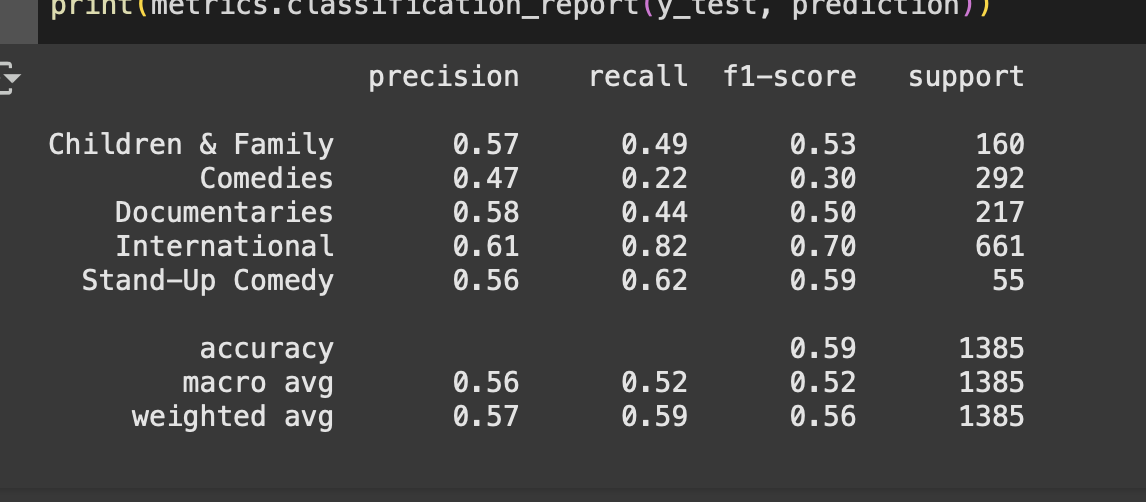 print(metrics.classification_report(y_test, prediction))
precision recall f1-score support
Children & Family 0.57 0.49 0.53 160
Comedies 0.47 0.22 0.30 292
Documentaries 0.58 0.44 0.50 217
International 0.61 0.82 0.70 661
Stand-Up Comedy 0.56 0.62 0.59 55
accuracy 0.59 1385
macro avg 0.56 0.52 0.52 1385
weighted avg 0.57 0.59 0.56 1385